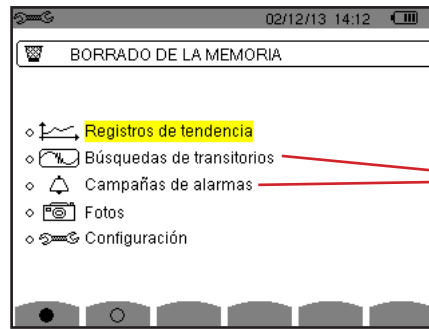 02/12/13 14:12
BORRADO DE LA MEMORIA
Registros de tendencia
Búsquedas de transitorios
Campañas de alarmas
Fotos
Configuración